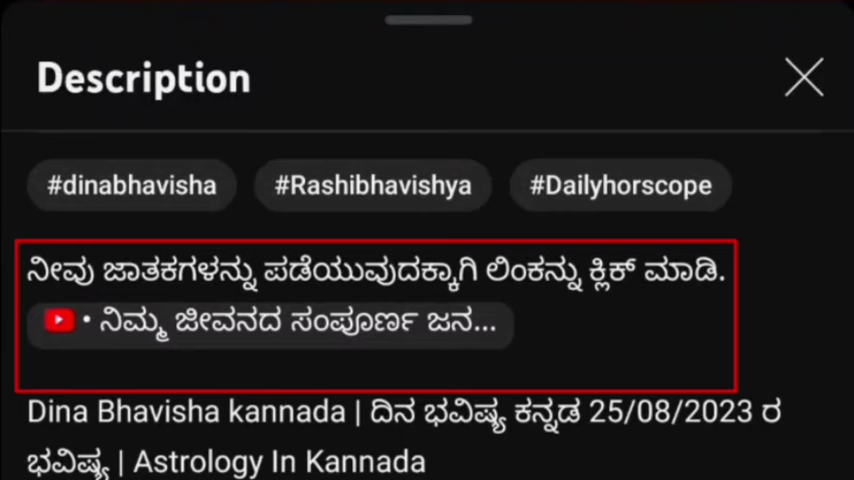 Description
#dinabhavisha #Rashibhavishya #Dailyhorscope
ನೀವು ಜಾತಕಗಳನ್ನು ಪಡೆಯುವುದಕ್ಕಾಗಿ ಲಿಂಕನ್ನು ಕ್ಲಿಕ್ ಮಾಡಿ.
• ನಿಮ್ಮ ಜೀವನದ ಸಂಪೂರ್ಣ ಜನ...
Dina Bhavisha kannada | ದಿನ ಭವಿಷ್ಯ ಕನ್ನಡ 25/08/2023 ರ
ಭವಿಷ್ಯ | Astrology In Kannada